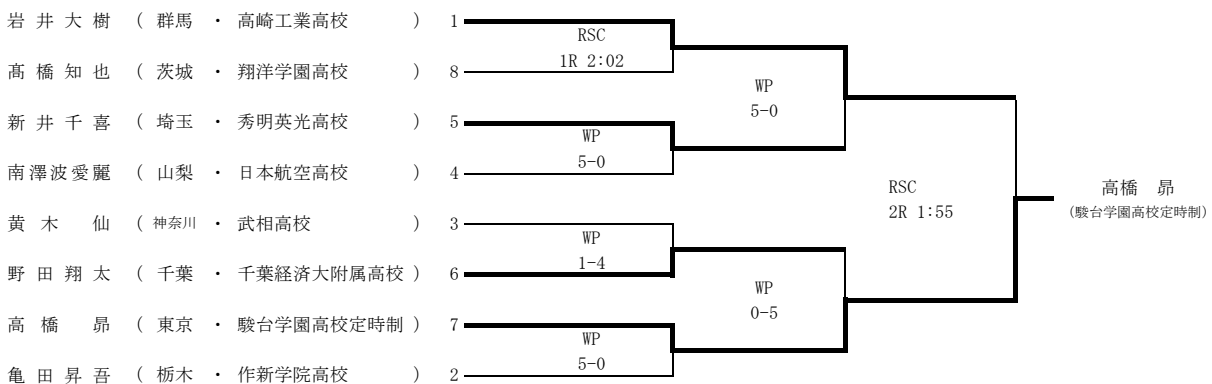 岩井大樹 ( 群馬 ・ 高崎工業高校 ) 1
RSC
1R 2:02
髙橋知也 ( 茨城 ・ 翔洋学園高校 ) 8
WP
5-0
新井千喜 ( 埼玉 ・ 秀明英光高校 ) 5
WP
5-0
南澤波愛麗 ( 山梨 ・ 日本航空高校 ) 4
RSC
2R 1:55
高橋 昴
(駿台学園高校定時制)
黄木 仙 ( 神奈川 ・ 武相高校 ) 3
WP
1-4
野田翔太 ( 千葉 ・ 千葉経済大附属高校 ) 6
WP
0-5
高橋 昴 ( 東京 ・ 駿台学園高校定時制 ) 7
WP
5-0
亀田昇吾 ( 栃木 ・ 作新学院高校 ) 2